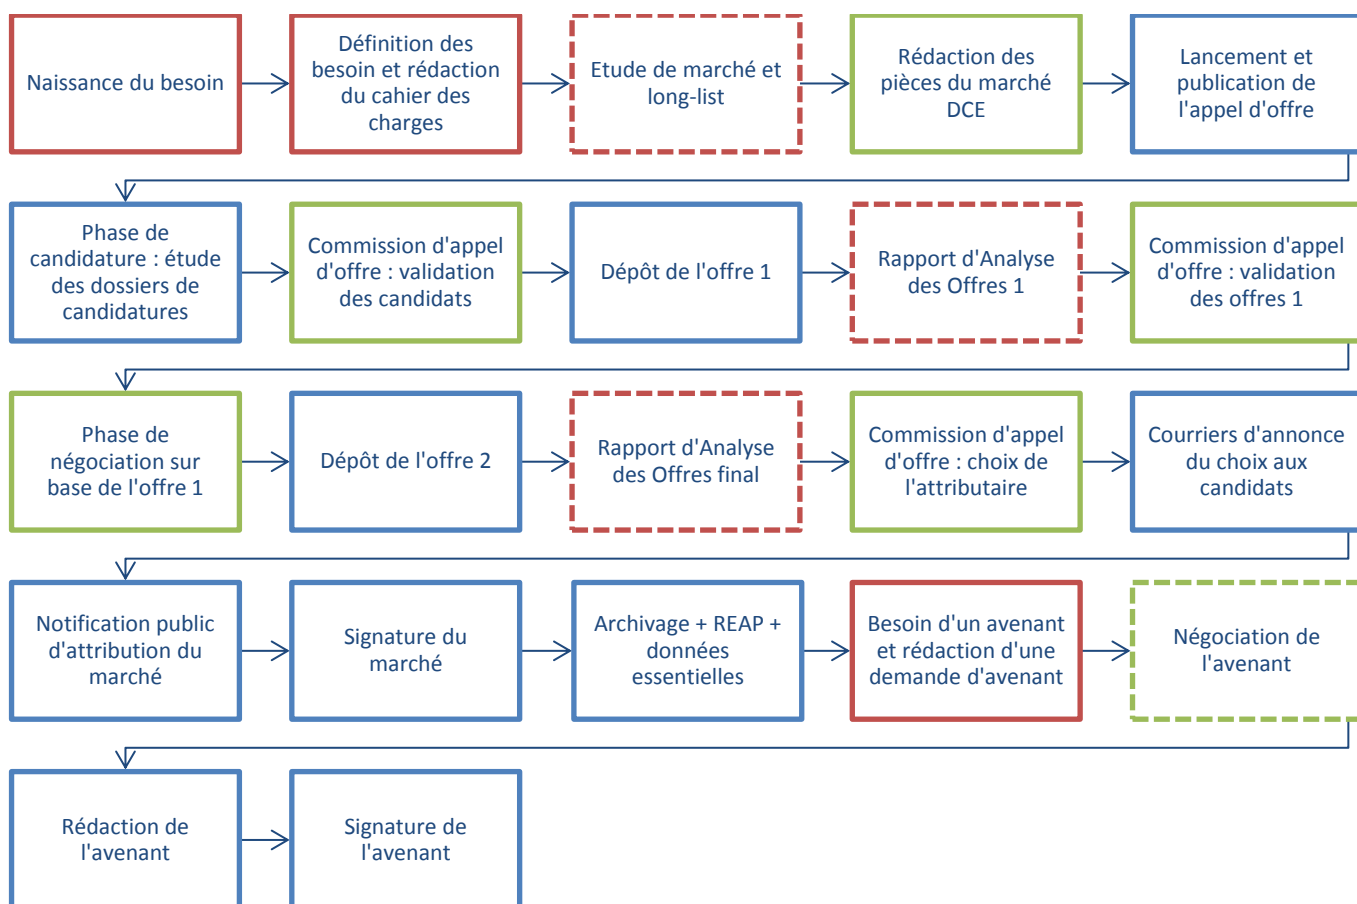 Naissance du besoin
Définition des
besoin et rédaction
du cahier des
charges
Etude de marché et
long-list
Rédaction des
pièces du marché
DCE
Lancement et
publication de
l'appel d'offre
Phase de
candidature : étude
des dossiers de
candidatures
Commission d'appel
d'offre : validation
des candidats
Dépôt de l'offre 1
Rapport d'Analyse
des Offres 1
Commission d'appel
d'offre : validation
des offres 1
Phase de
négociation sur
base de l'offre 1
Dépôt de l'offre 2
Rapport d'Analyse
des Offres final
Commission d'appel
d'offre : choix de
l'attributaire
Courriers d'annonce
du choix aux
candidats
Notification public
d'attribution du
marché
Signature du
marché
Archivage + REAP +
données
essentielles
Besoin d'un avenant
et rédaction d'une
demande d'avenant
Négociation de
l'avenant
Rédaction de
l'avenant
Signature de
l'avenant